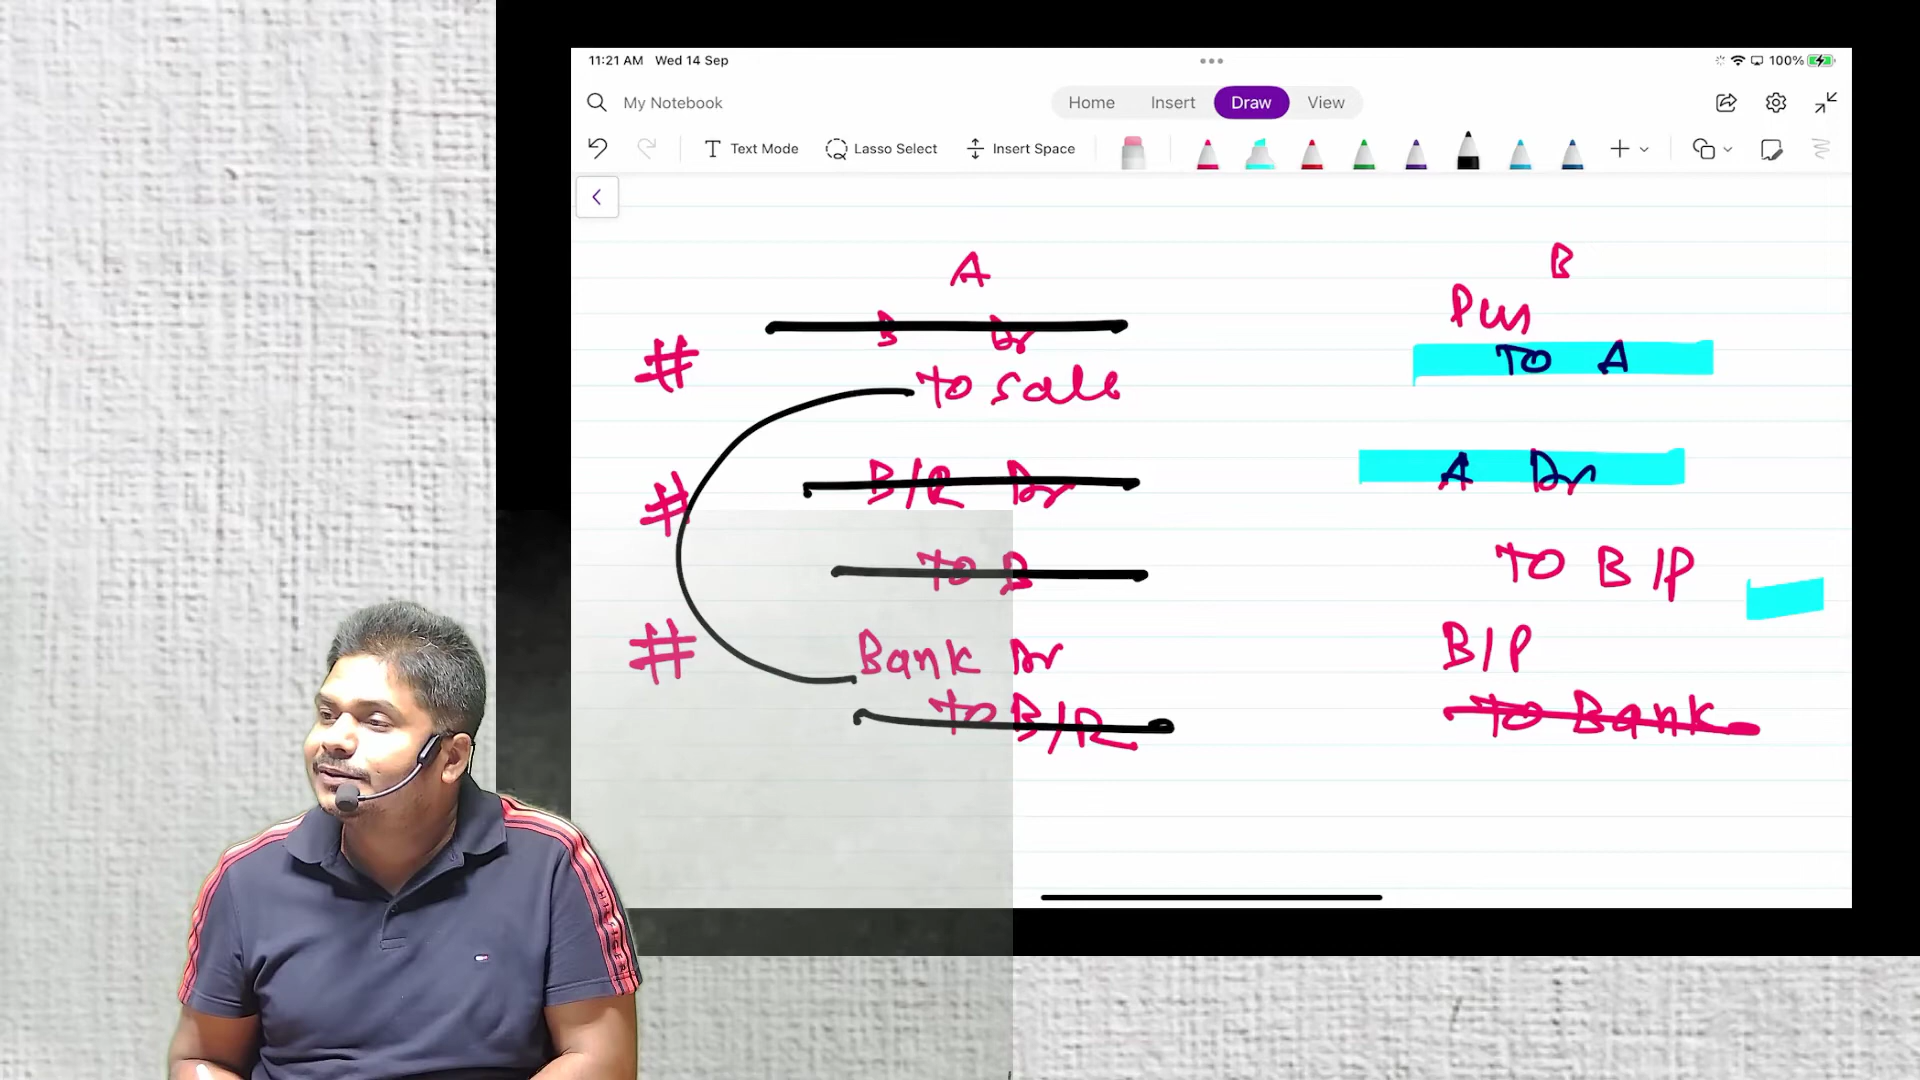 11:21 AM Wed 14 Sep
100%
My Notebook
Home Insert Draw View
Text Mode Lasso Select Insert Space
A
B Dr
# To Sale
# B/R Dr
To B
# Bank Dr
To B/R
B
Pur
To A
A Dr
To B/P
B/P
To Bank